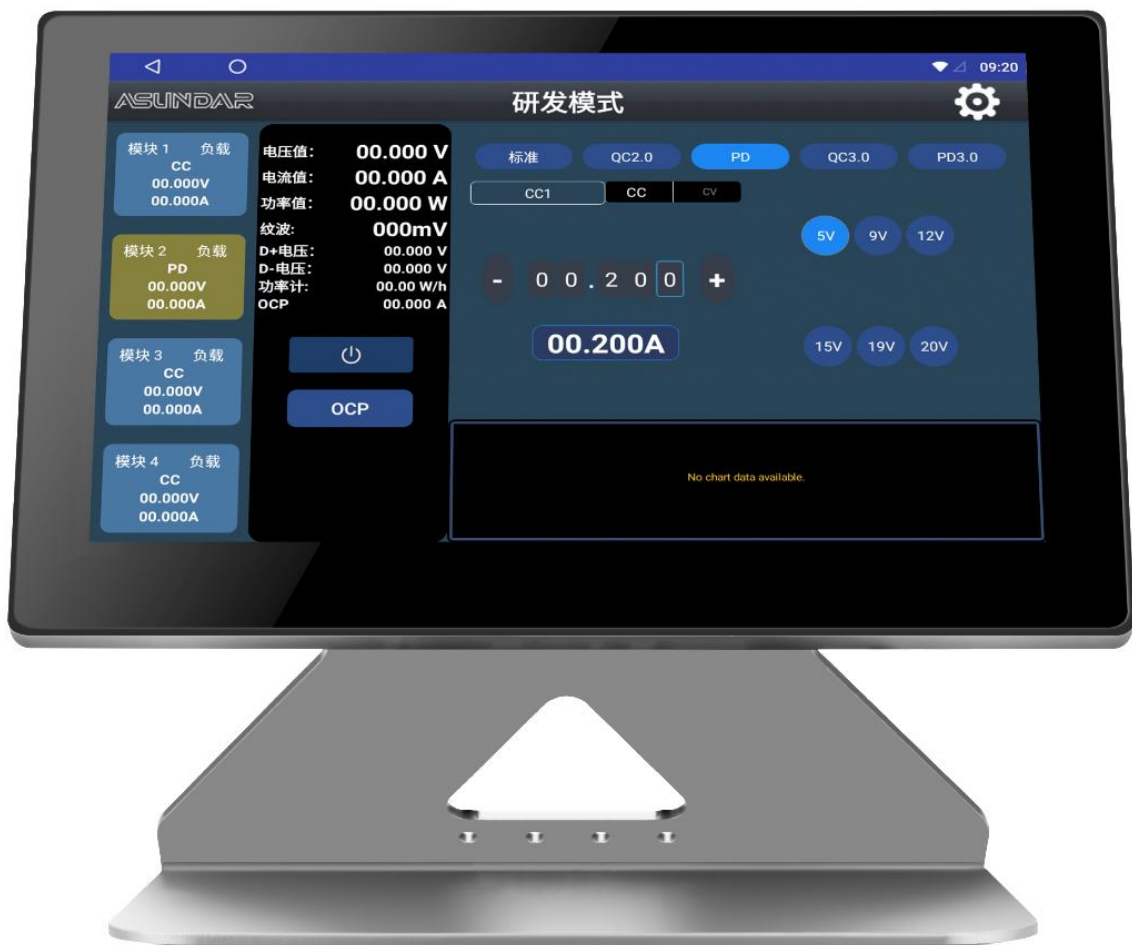 09:20
ASUNDAR
研发模式
模块 1 负载
CC
00.000V
00.000A
模块 2 负载
PD
00.000V
00.000A
模块 3 负载
CC
00.000V
00.000A
模块 4 负载
CC
00.000V
00.000A
电压值: 00.000 V
电流值: 00.000 A
功率值: 00.000 W
纹波: 000mV
D+电压: 00.000 V
D-电压: 00.000 V
功率计: 00.00 W/h
OCP 00.000 A
OCP
标准 QC2.0 PD QC3.0 PD3.0
CC1 CC CV
5V 9V 12V
- 0 0 . 2 0 0 +
00.200A
15V 19V 20V
No chart data available.